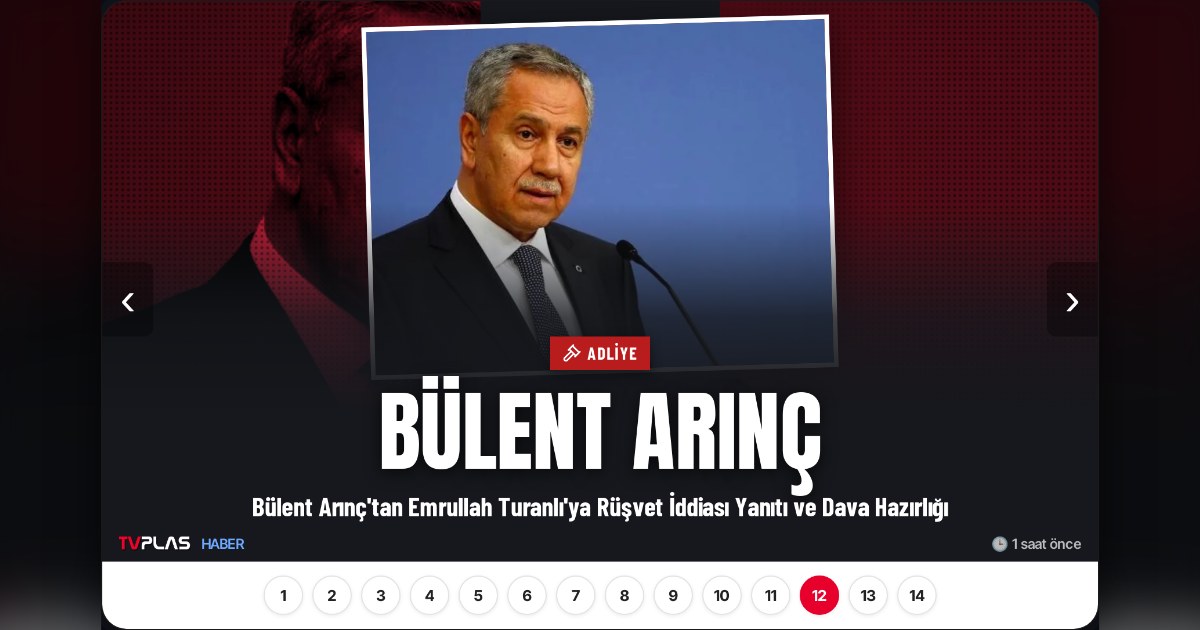 ADLİYE
BÜLENT ARINÇ
Bülent Arınç'tan Emrullah Turanlı'ya Rüşvet İddiası Yanıtı ve Dava Hazırlığı
TVPLAS HABER
1 saat önce
1 2 3 4 5 6 7 8 9 10 11 12 13 14